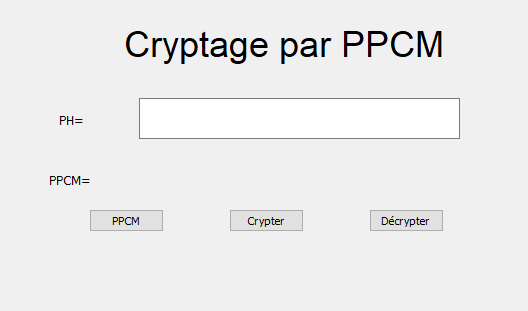 Cryptage par PPCM
PH=
PPCM=
PPCM Crypter Décrypter